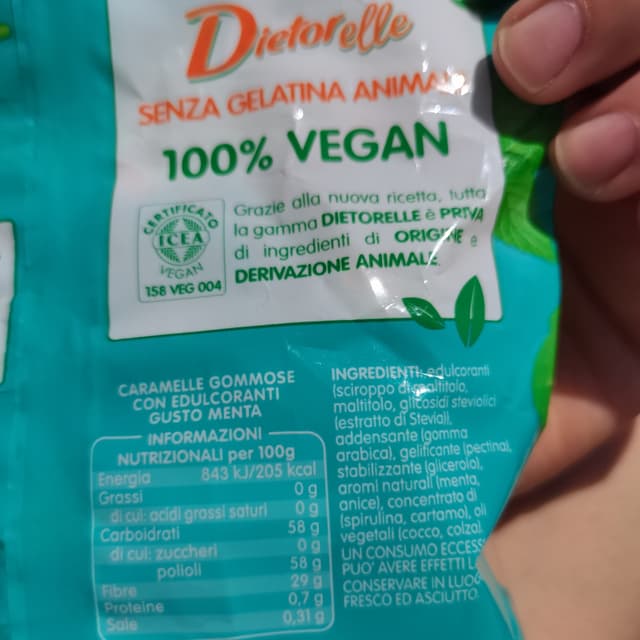 Dietorelle
SENZA GELATINA ANIMA
100% VEGAN
CERTIFICATO
ICEA
VEGAN
158 VEG 004
Grazie alla nuova ricetta, tutta
la gamma DIETORELLE è PRIVA
di ingredienti di ORIGINE e
DERIVAZIONE ANIMALE
CARAMELLE GOMMOSE
CON EDULCORANTI
GUSTO MENTA
INFORMAZIONI
NUTRIZIONALI per 100g
Energia 843 kJ/205 kcal
Grassi 0 g
di cui: acidi grassi saturi 0 g
Carboidrati 58 g
di cui: zuccheri 0 g
polioli 58 g
Fibre 29 g
Proteine 0,7 g
Sale 0,31 g
INGREDIENTI: edulcoranti
(sciroppo di maltitolo,
maltitolo, glicosidi steviolici
(estratto di Stevia)),
addensante (gomma
arabica), gelificante (pectina),
stabilizzante (glicerolo),
aromi naturali (menta,
anice), concentrato di
(spirulina, cartamo), oli
vegetali (cocco, colza).
UN CONSUMO ECCESS
PUO' AVERE EFFETTI LA
CONSERVARE IN LUOG
FRESCO ED ASCIUTTO.